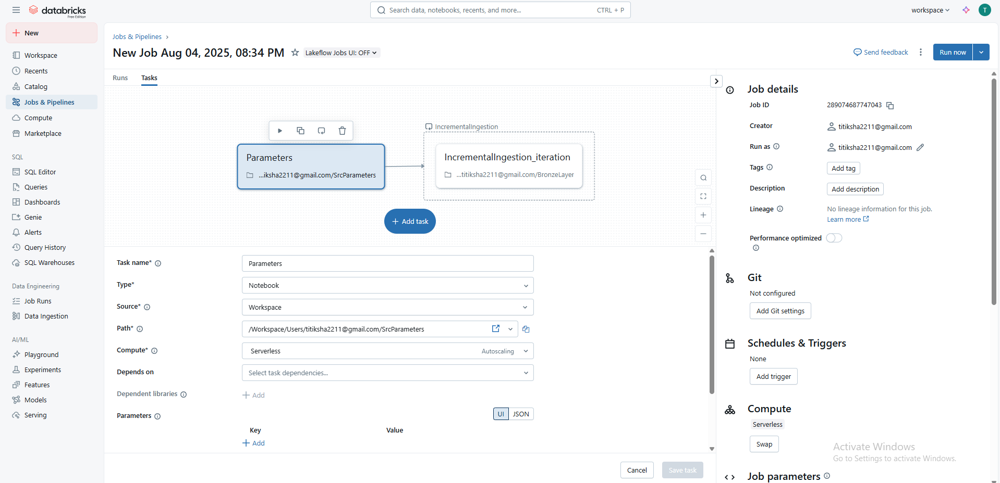 databricks
Free Edition
Search data, notebooks, recents, and more...
CTRL + P
workspace
T
New
Workspace
Recents
Catalog
Jobs & Pipelines
Compute
Marketplace
SQL
SQL Editor
Queries
Dashboards
Genie
Alerts
Query History
SQL Warehouses
Data Engineering
Job Runs
Data Ingestion
AI/ML
Playground
Experiments
Features
Models
Serving
Jobs & Pipelines
New Job Aug 04, 2025, 08:34 PM
Lakeflow Jobs UI: OFF
Send feedback
Run now
Runs
Tasks
Parameters
...iksha2211@gmail.com/SrcParameters
IncrementalIngestion
IncrementalIngestion_iteration
...titiksha2211@gmail.com/BronzeLayer
Add task
Task name*
Parameters
Type*
Notebook
Source*
Workspace
Path*
/Workspace/Users/titiksha2211@gmail.com/SrcParameters
Compute*
Serverless
Autoscaling
Depends on
Select task dependencies...
Dependent libraries
Add
Parameters
UI
JSON
Key
Value
Add
Cancel
Save task
Job details
Job ID
289074687747043
Creator
titiksha2211@gmail.com
Run as
titiksha2211@gmail.com
Tags
Add tag
Description
Add description
Lineage
No lineage information for this job.
Learn more
Performance optimized
Git
Not configured
Add Git settings
Schedules & Triggers
None
Add trigger
Compute
Serverless
Swap
Activate Windows
Go to Settings to activate Windows.
Job parameters